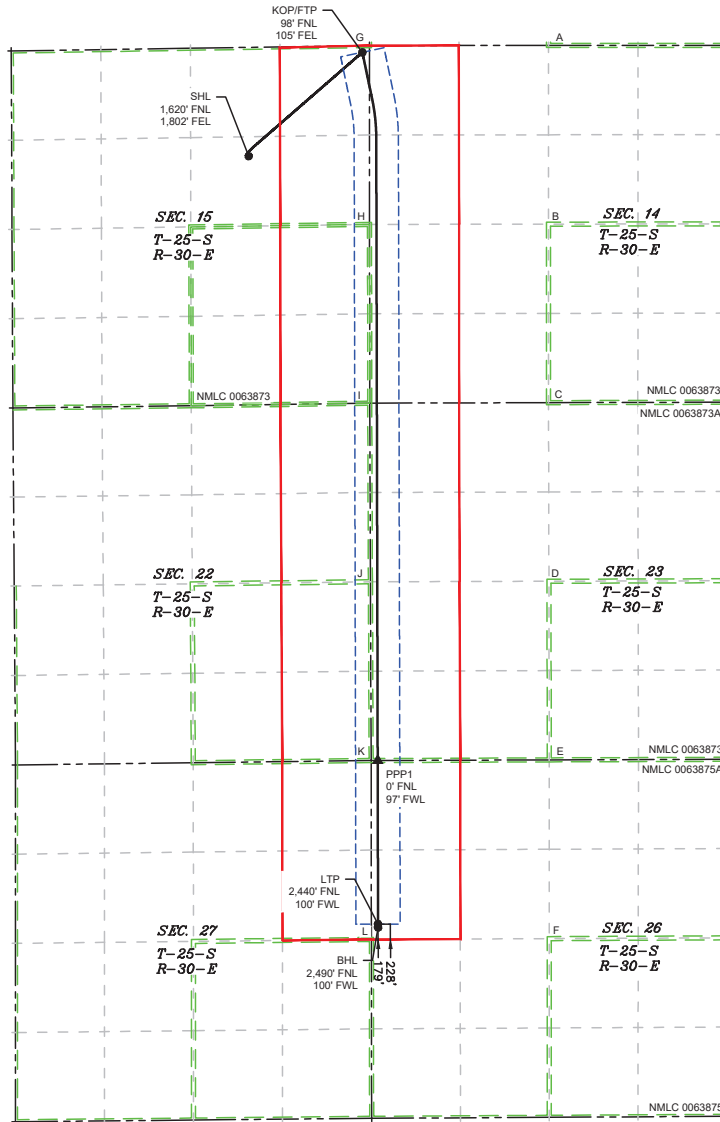 KOP/FTP
98' FNL
105' FEL
G
A
SHL
1,620' FNL
1,802' FEL
SEC. 15
T-25-S
R-30-E
H
B
SEC. 14
T-25-S
R-30-E
NMLC 0063873
I
C
NMLC 0063873
NMLC 0063873A
SEC. 22
T-25-S
R-30-E
J
D
SEC. 23
T-25-S
R-30-E
K
E
NMLC 0063873
NMLC 0063875A
PPP1
0' FNL
97' FWL
LTP
2,440' FNL
100' FWL
SEC. 27
T-25-S
R-30-E
L
F
SEC. 26
T-25-S
R-30-E
BHL
2,490' FNL
100' FWL
179'
228'
NMLC 0063875